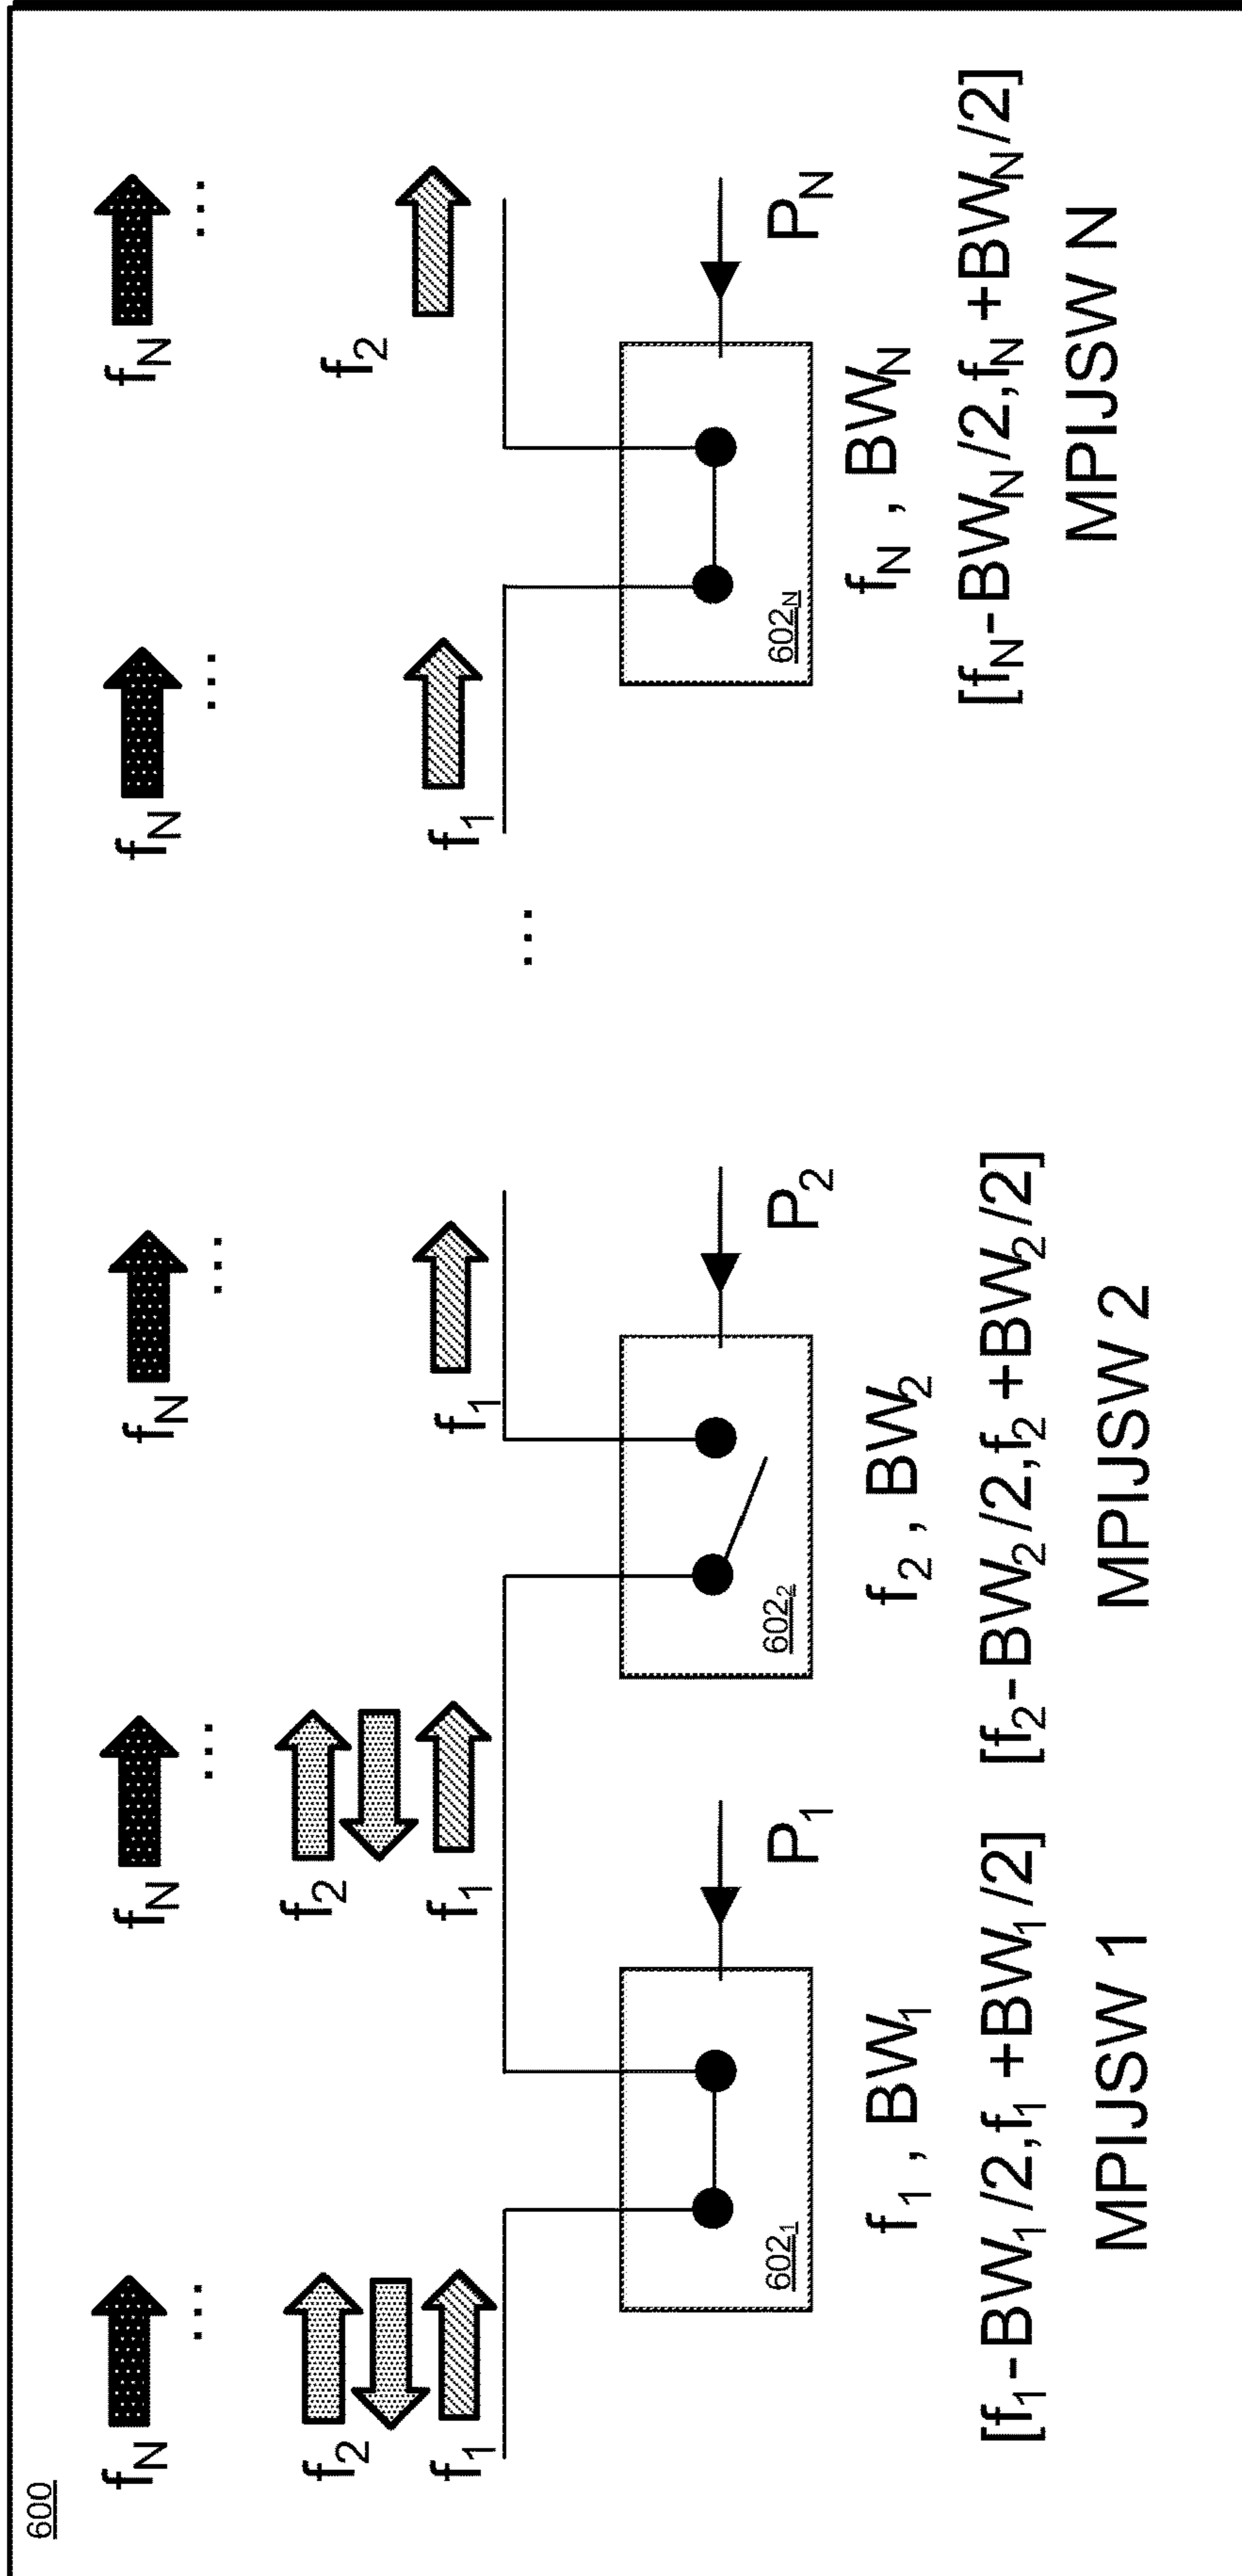 600
f_N f_N f_N f_N f_N
... ... ... ... ...
f_2 f_2 f_2
f_1 f_1 f_1 f_1
...
602_1 602_2 602_N
P_1 P_2 P_N
f_1 , BW_1 f_2 , BW_2 f_N , BW_N
[f_1-BW_1/2,f_1 +BW_1/2] [f_2-BW_2/2,f_2 +BW_2/2] [f_N-BW_N/2,f_N +BW_N/2]
MPIJSW 1 MPIJSW 2 MPIJSW N